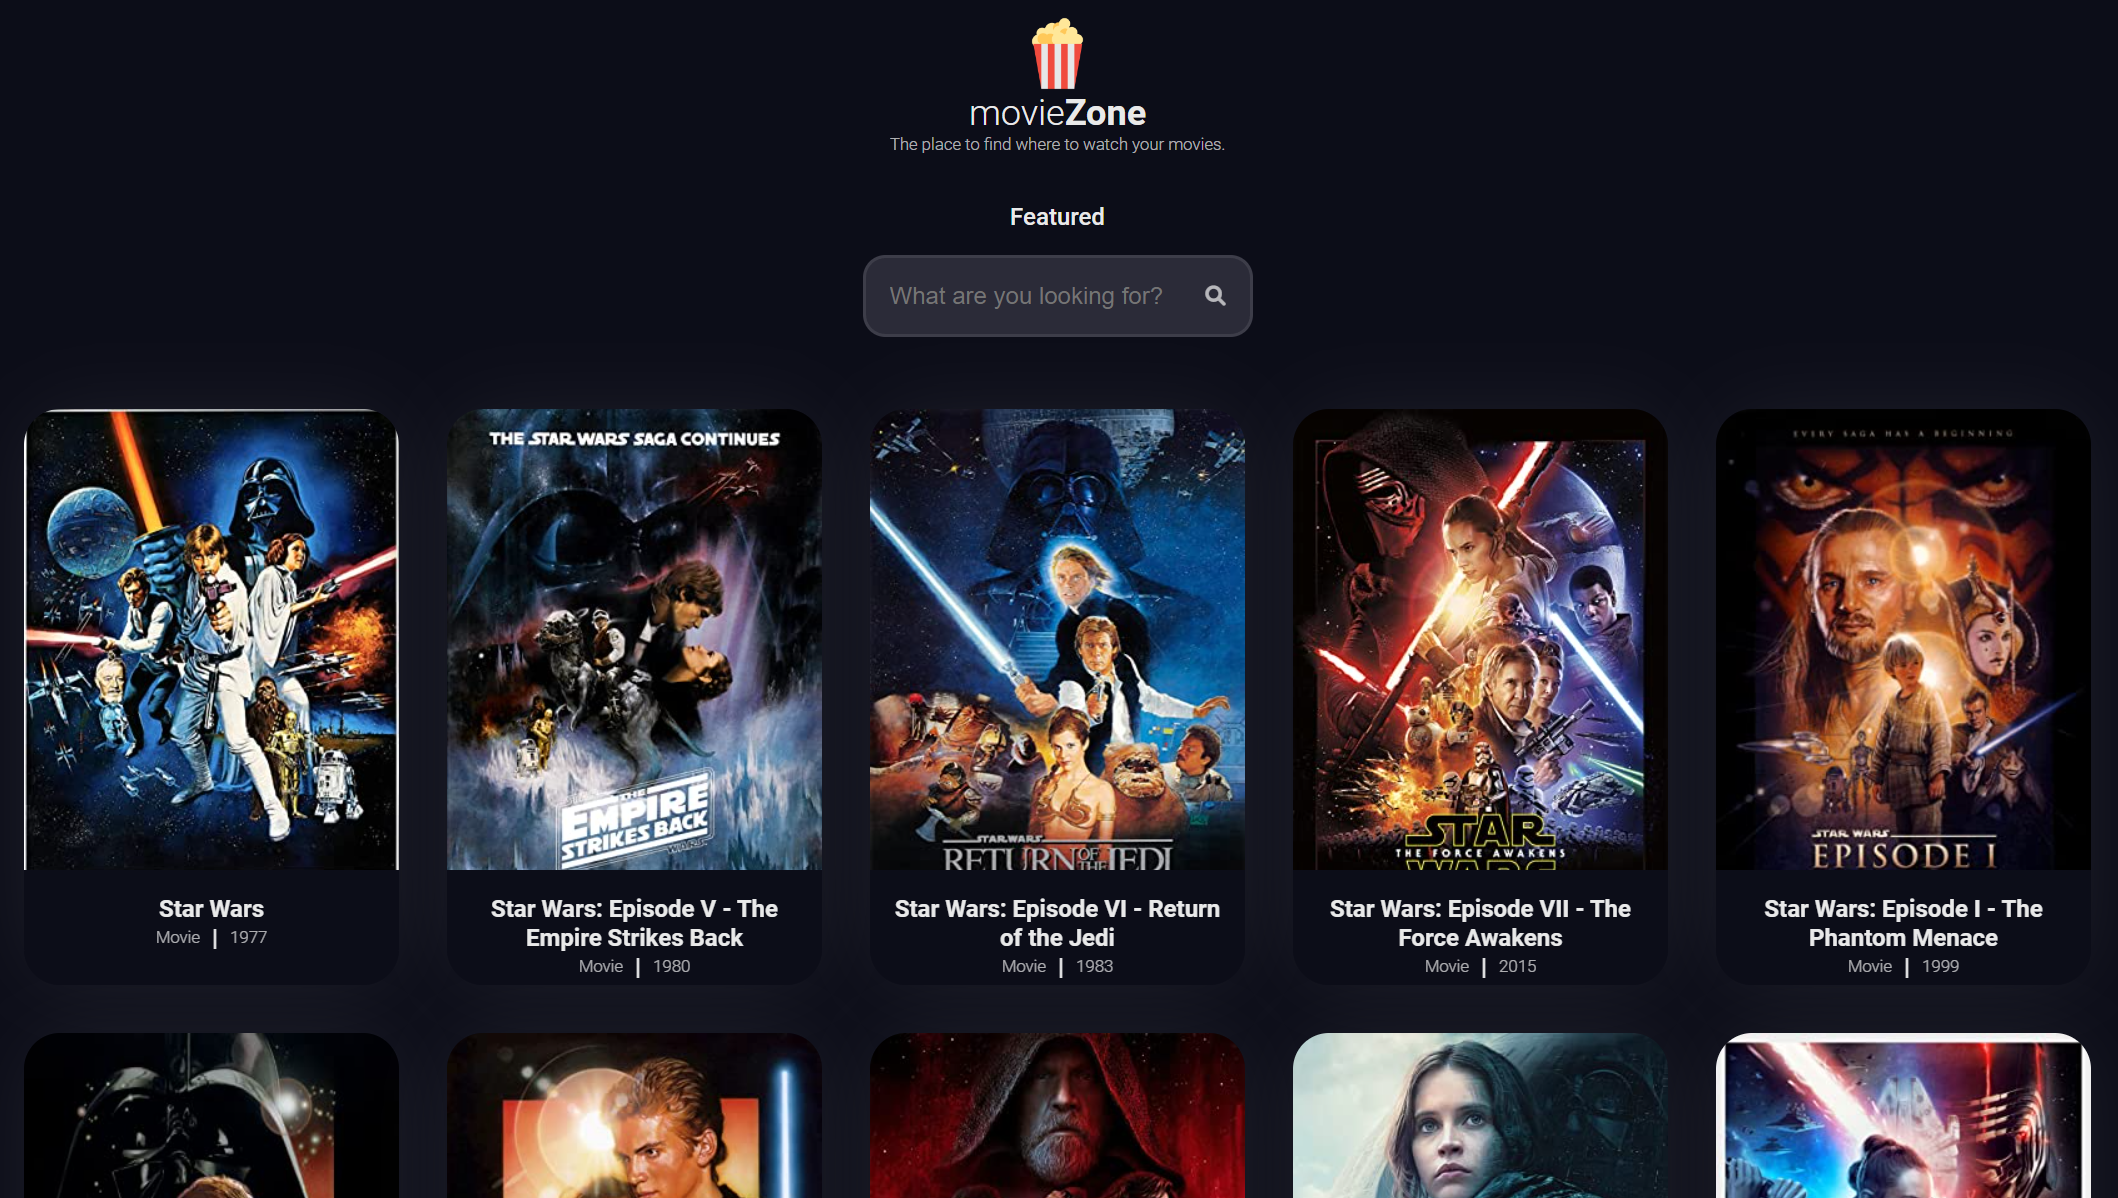 movieZone
The place to find where to watch your movies.
Featured
What are you looking for?
THE STAR WARS SAGA CONTINUES
THE
EMPIRE
STRIKES BACK
WARS
STAR WARS
RETURN OF THE JEDI
STAR
THE FORCE AWAKENS
WARS
EVERY SAGA HAS A BEGINNING
STAR WARS
EPISODE I
Star Wars
Movie | 1977
Star Wars: Episode V - The
Empire Strikes Back
Movie | 1980
Star Wars: Episode VI - Return
of the Jedi
Movie | 1983
Star Wars: Episode VII - The
Force Awakens
Movie | 2015
Star Wars: Episode I - The
Phantom Menace
Movie | 1999